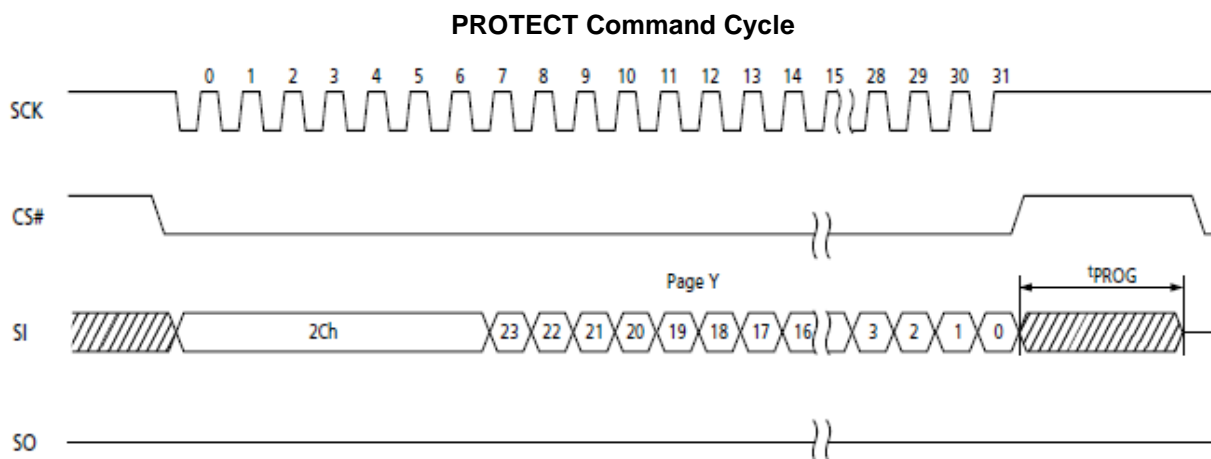 PROTECT Command Cycle
0 1 2 3 4 5 6 7 8 9 10 11 12 13 14 15 28 29 30 31
SCK
CS#
Page Y
tPROG
SI 2Ch 23 22 21 20 19 18 17 16 3 2 1 0
SO